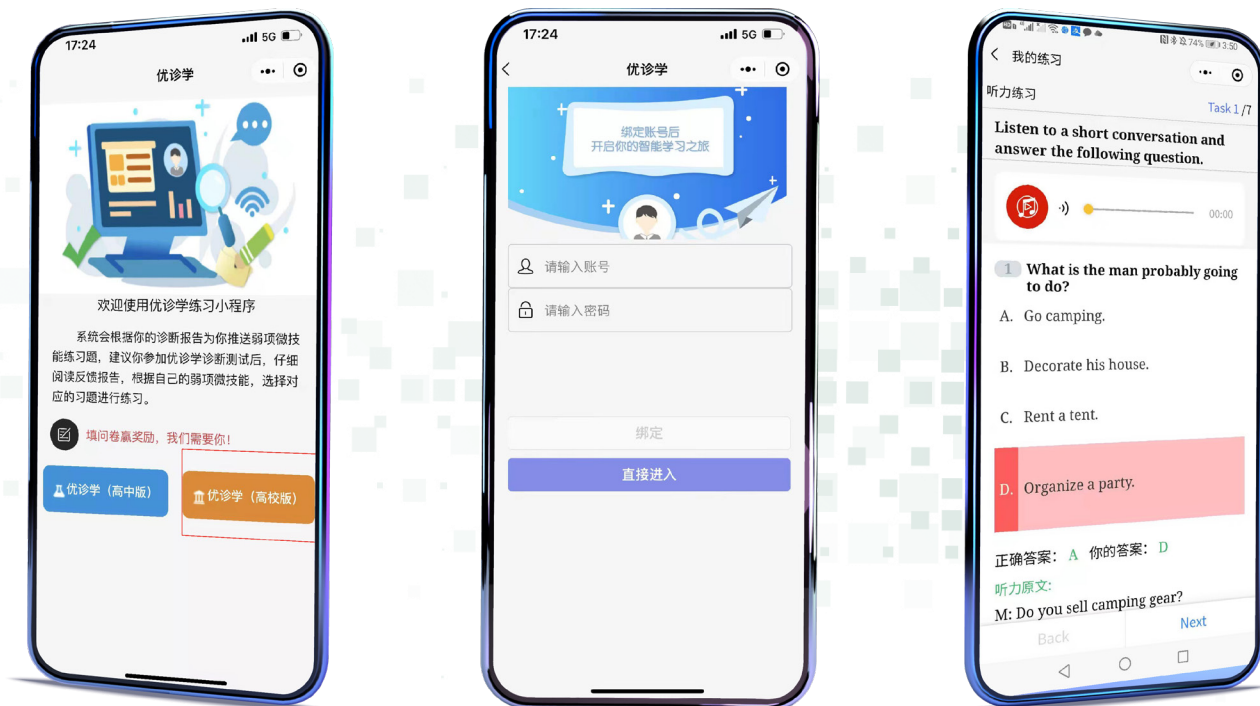 17:24
5G
优诊学
欢迎使用优诊学练习小程序
系统会根据你的诊断报告为你推送弱项微技
能练习题，建议你参加优诊学诊断测试后，仔细
阅读反馈报告，根据自己的弱项微技能，选择对
应的习题进行练习。
填问卷赢奖励，我们需要你！
优诊学（高中版）
优诊学（高校版）
17:24
5G
优诊学
绑定账号后
开启你的智能学习之旅
请输入账号
请输入密码
绑定
直接进入
74% 3:50
我的练习
听力练习
Task 1 /7
Listen to a short conversation and
answer the following question.
00:00
1 What is the man probably going
to do?
A. Go camping.
B. Decorate his house.
C. Rent a tent.
D. Organize a party.
正确答案： A 你的答案： D
听力原文:
M: Do you sell camping gear?
Back
Next